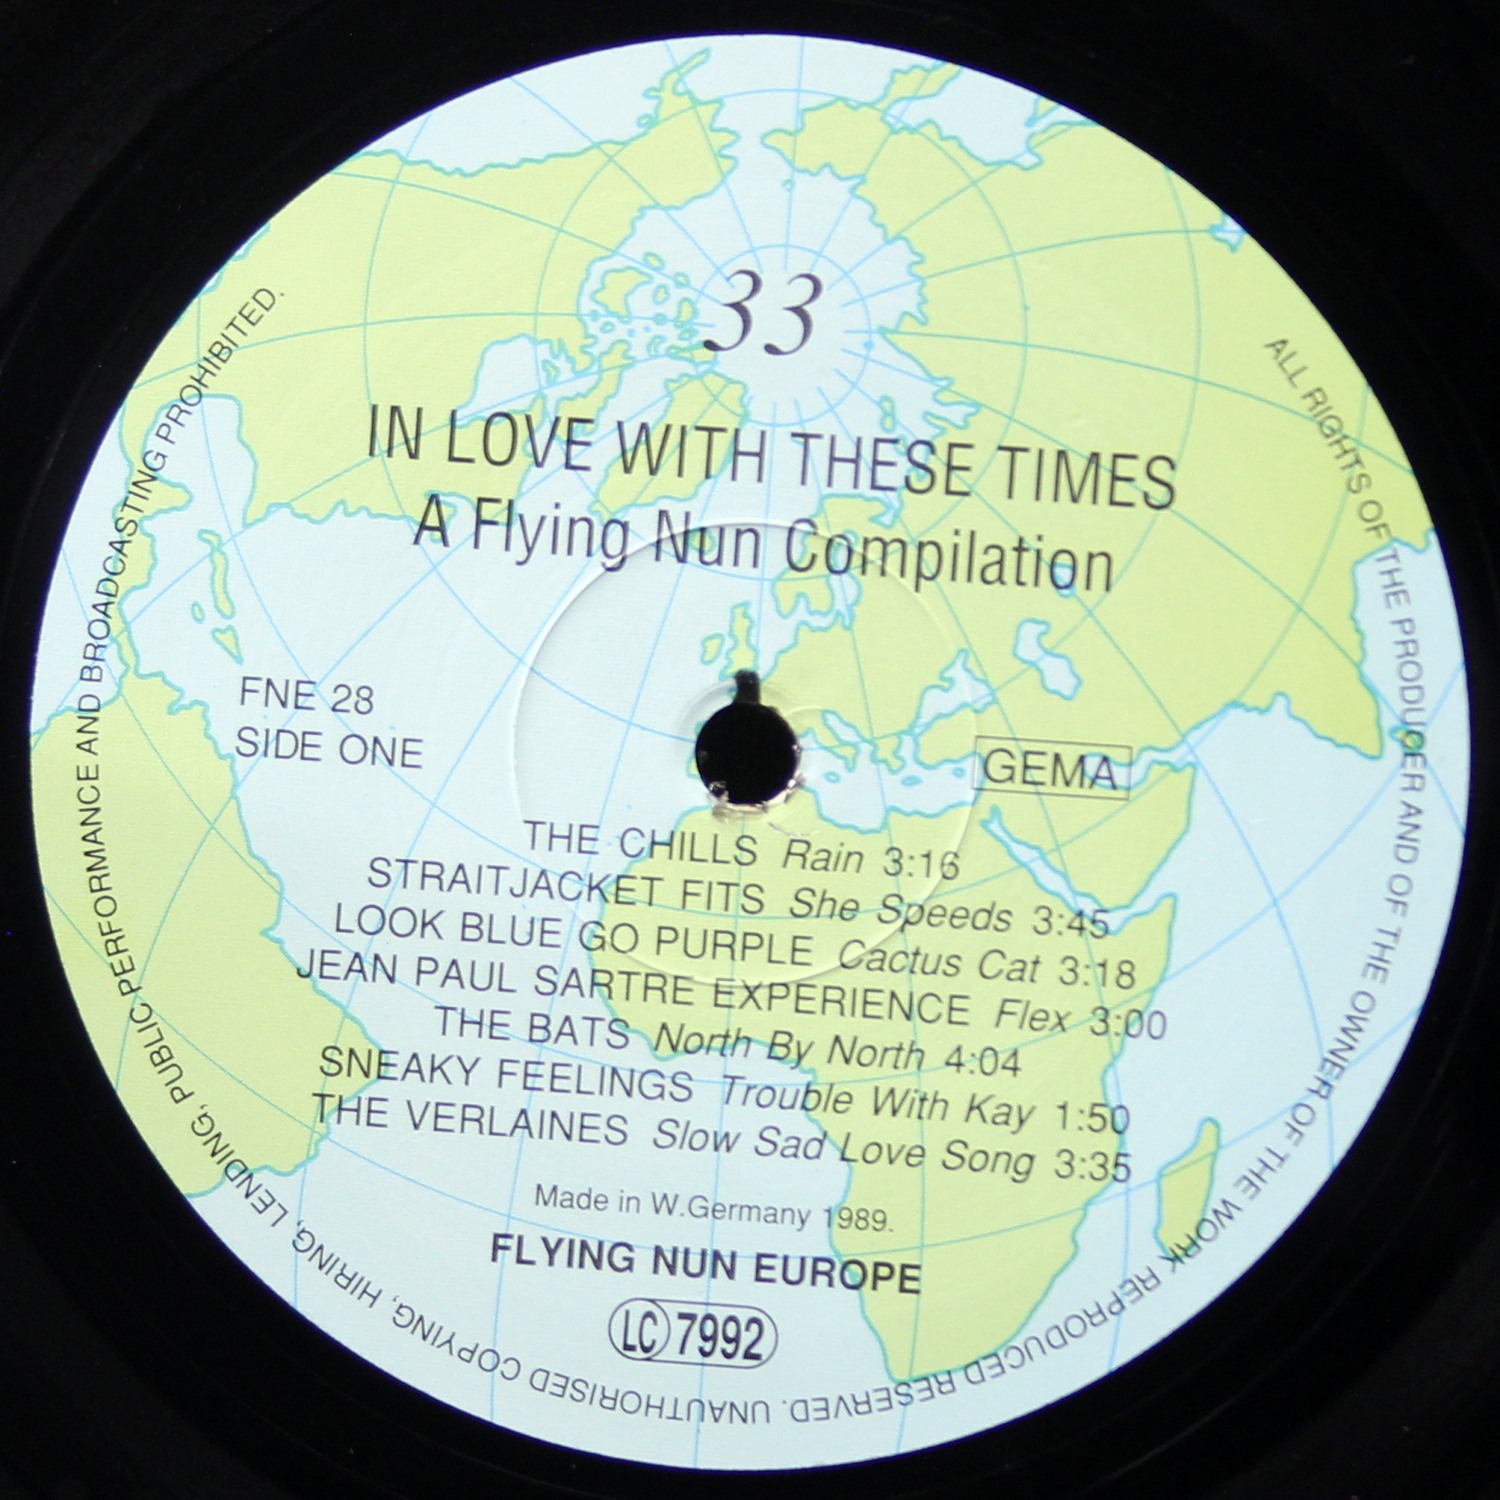 33
IN LOVE WITH THESE TIMES
A Flying Nun Compilation
FNE 28
SIDE ONE
GEMA
THE CHILLS Rain 3:16
STRAITJACKET FITS She Speeds 3:45
LOOK BLUE GO PURPLE Cactus Cat 3:18
JEAN PAUL SARTRE EXPERIENCE Flex 3:00
THE BATS North By North 4:04
SNEAKY FEELINGS Trouble With Kay 1:50
THE VERLAINES Slow Sad Love Song 3:35
Made in W.Germany 1989.
FLYING NUN EUROPE
LC 7992
ALL RIGHTS OF THE PRODUCER AND OF THE OWNER OF THE WORK REPRODUCED RESERVED. UNAUTHORISED COPYING, HIRING, LENDING, PUBLIC PERFORMANCE AND BROADCASTING PROHIBITED.